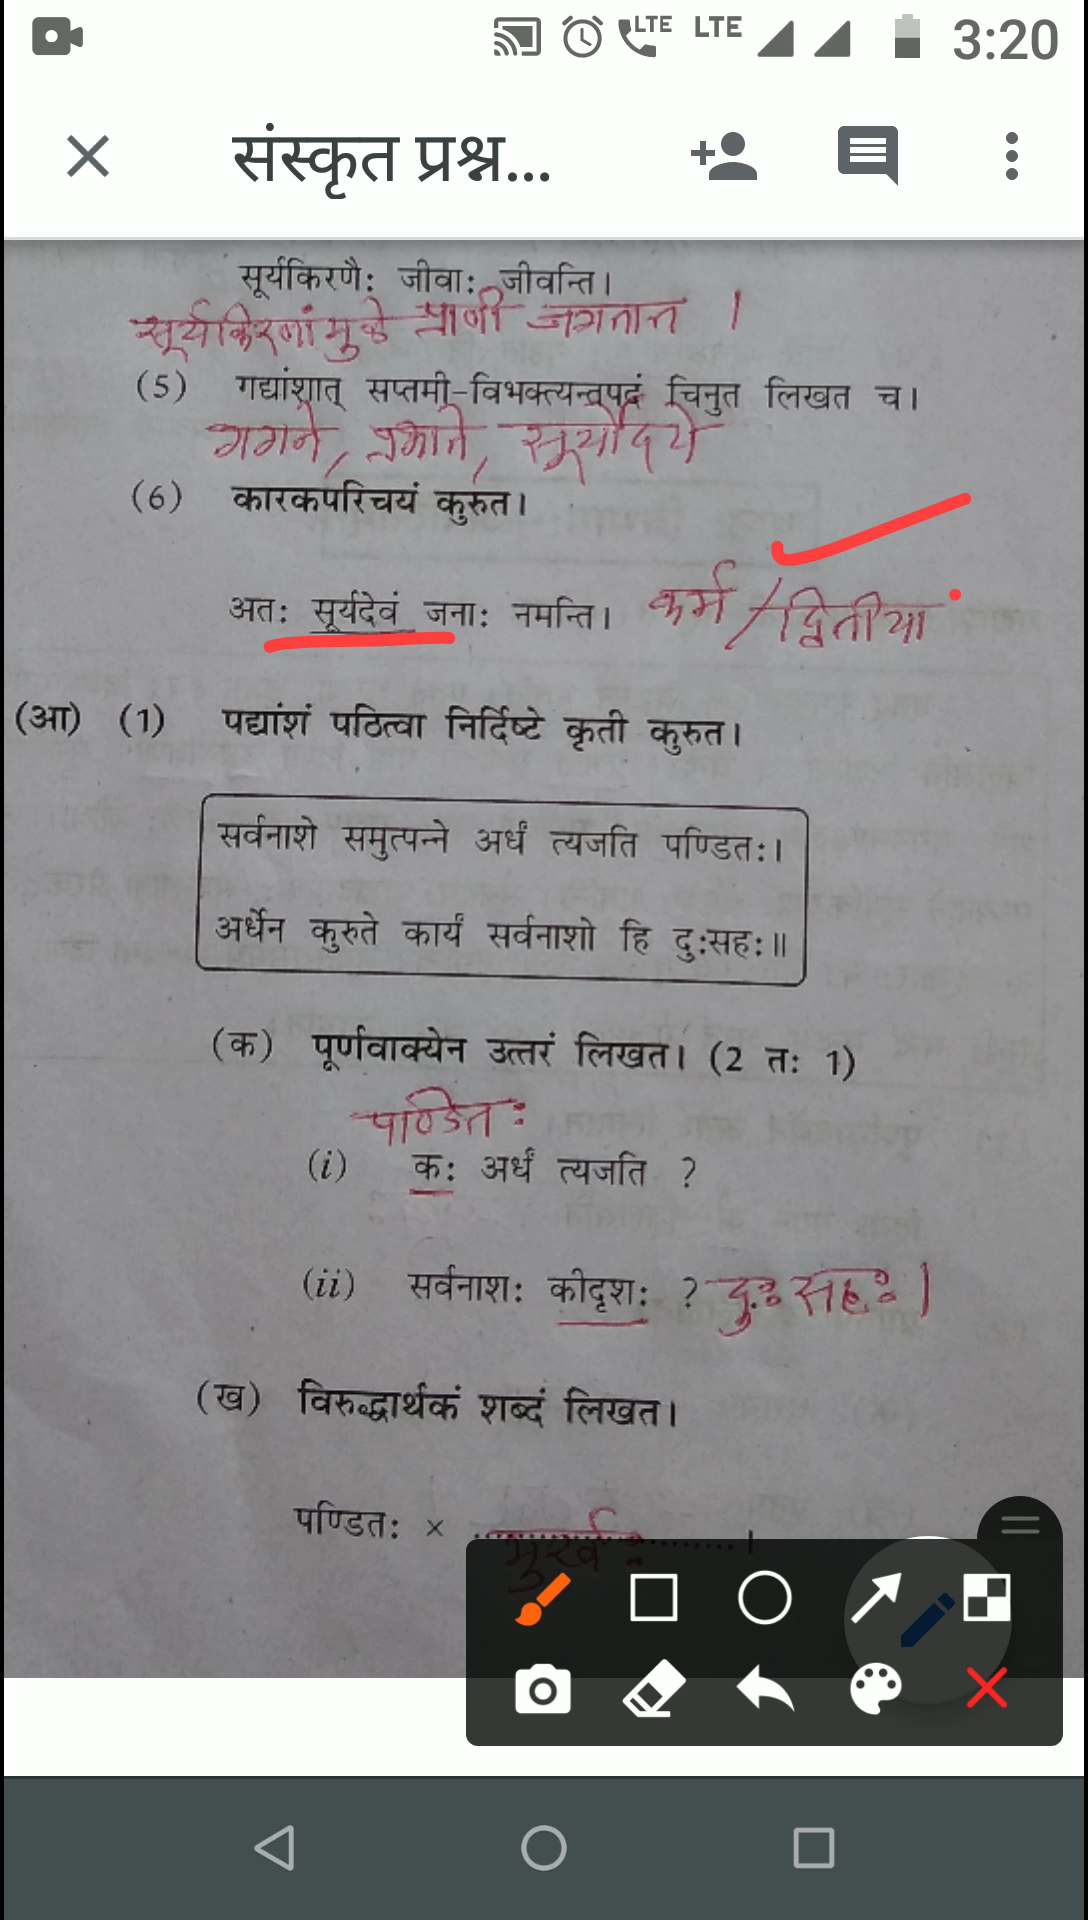 LTE LTE 3:20
संस्कृत प्रश्न...
सूर्यकिरणैः जीवाः जीवन्ति।
सूर्यकिरणांमुळे प्राणी जगतात ।
(5) गद्यांशात् सप्तमी-विभक्त्यन्तपदं चिनुत लिखत च।
गगने, सूर्योदये
(6) कारकपरिचयं कुरुत।
अतः सूर्यदेवं जनाः नमन्ति। कर्म / द्वितीया
(आ) (1) पद्यांशं पठित्वा निर्दिष्टे कृती कुरुत।
सर्वनाशे समुत्पन्ने अर्धं त्यजति पण्डितः।
अर्धेन कुरुते कार्यं सर्वनाशो हि दुःसहः॥
(क) पूर्णवाक्येन उत्तरं लिखत। (2 तः 1)
पण्डितः
(i) कः अर्धं त्यजति ?
(ii) सर्वनाशः कीदृशः ? दुःसहः।
(ख) विरुद्धार्थकं शब्दं लिखत।
पण्डितः × .................... ।
मुर्खः